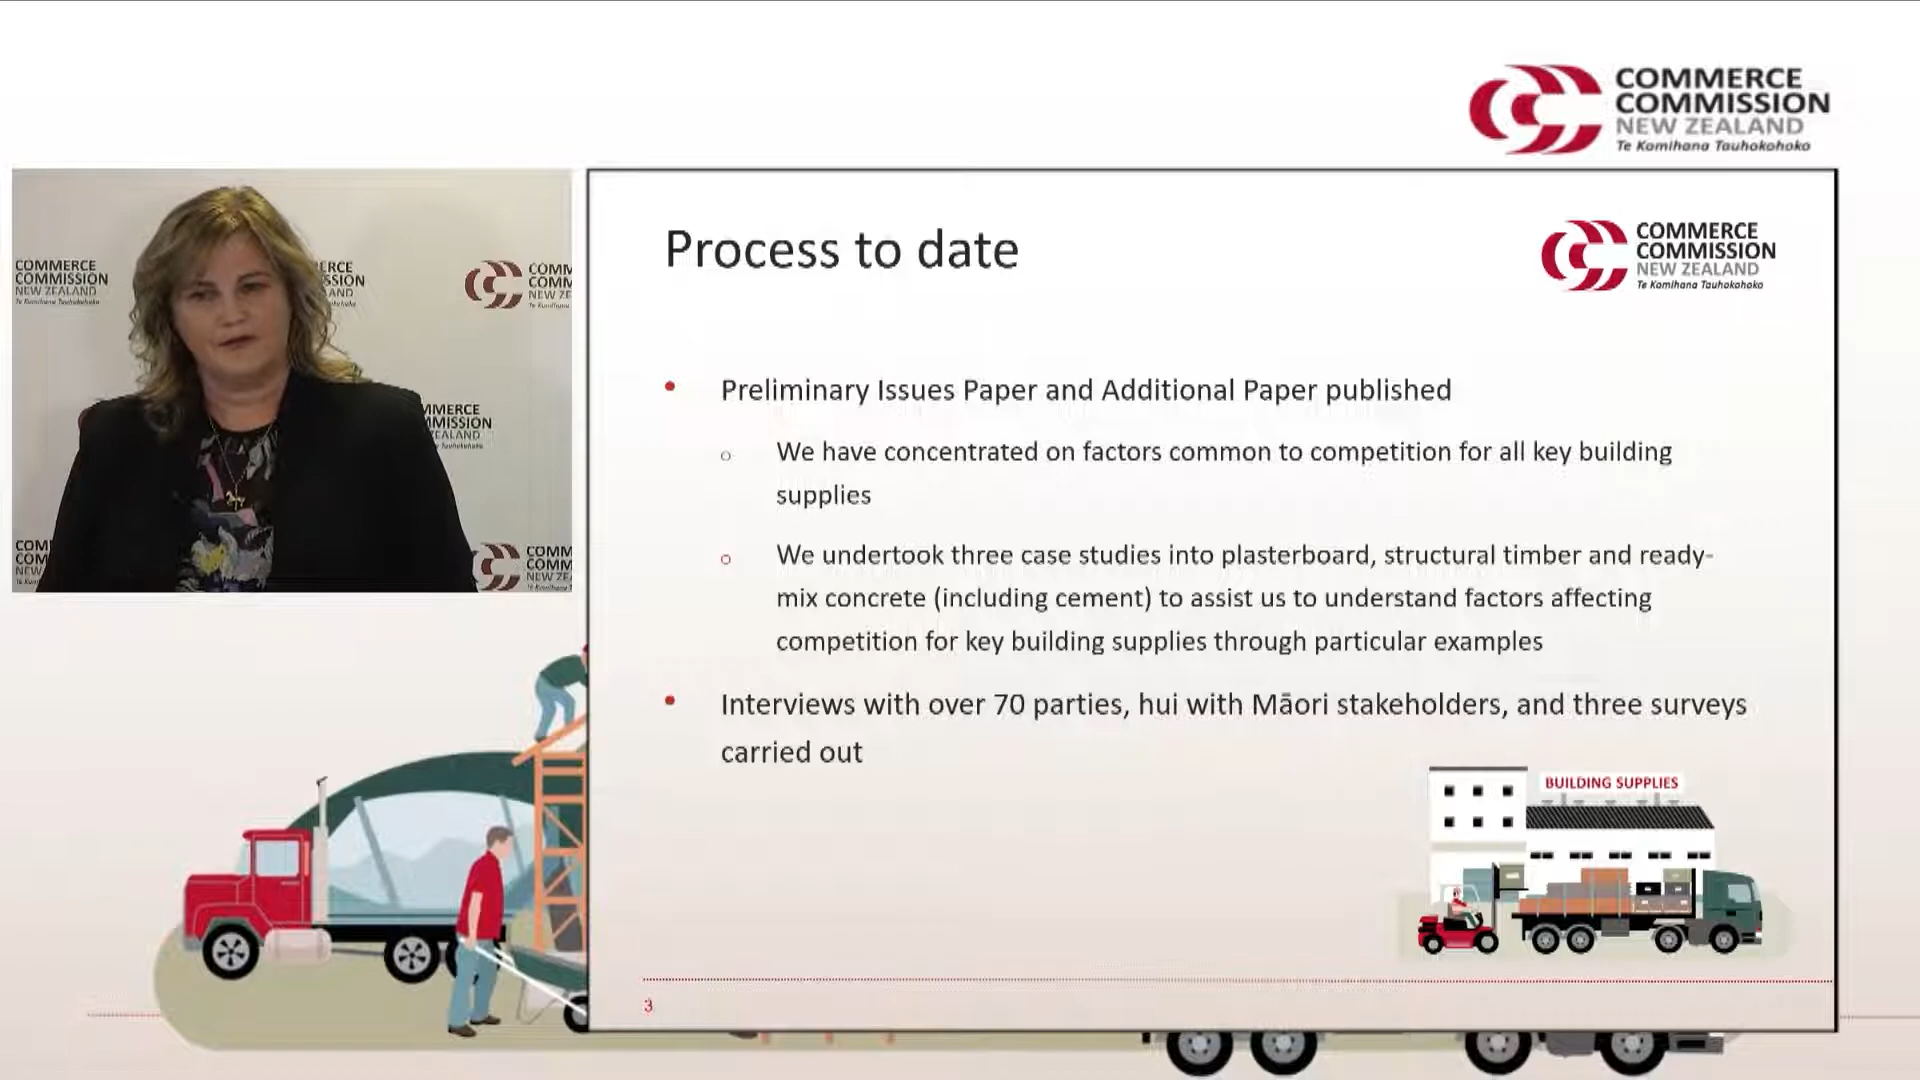 COMMERCE
COMMISSION
NEW ZEALAND
Te Komihana Tauhokohoko
COMMERCE
COMMISSION
NEW ZEALAND
Te Komihana Tauhokohoko
Process to date
COMMERCE
COMMISSION
NEW ZEALAND
Te Komihana Tauhokohoko
• Preliminary Issues Paper and Additional Paper published
o We have concentrated on factors common to competition for all key building
supplies
o We undertook three case studies into plasterboard, structural timber and ready-
mix concrete (including cement) to assist us to understand factors affecting
competition for key building supplies through particular examples
• Interviews with over 70 parties, hui with Māori stakeholders, and three surveys
carried out
BUILDING SUPPLIES
3